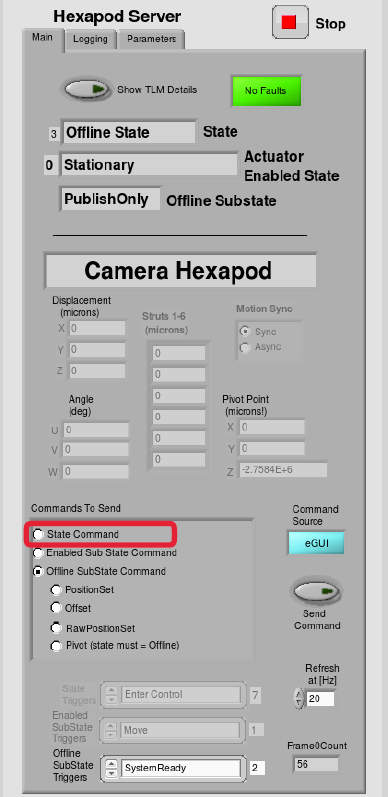 Hexapod Server
Stop
Main Logging Parameters
Show TLM Details
No Faults
3 Offline State State
0 Stationary Actuator
Enabled State
PublishOnly Offline Substate
Camera Hexapod
Displacement
(microns)
X 0
Y 0
Z 0
Struts 1-6
(microns)
0
0
0
0
0
0
Motion Sync
Sync
Async
Angle
(deg)
U 0
V 0
W 0
Pivot Point
(microns!)
X 0
Y 0
Z -2.7584E+6
Commands To Send
State Command
Enabled Sub State Command
Offline SubState Command
PositionSet
Offset
RawPositionSet
Pivot (state must = Offline)
Command
Source
eGUI
Send
Command
State
Triggers
Enter Control 7
Enabled
SubState
Triggers
Move 1
Offline
SubState
Triggers
SystemReady 2
Refresh
at [Hz]
20
Frame0Count
56